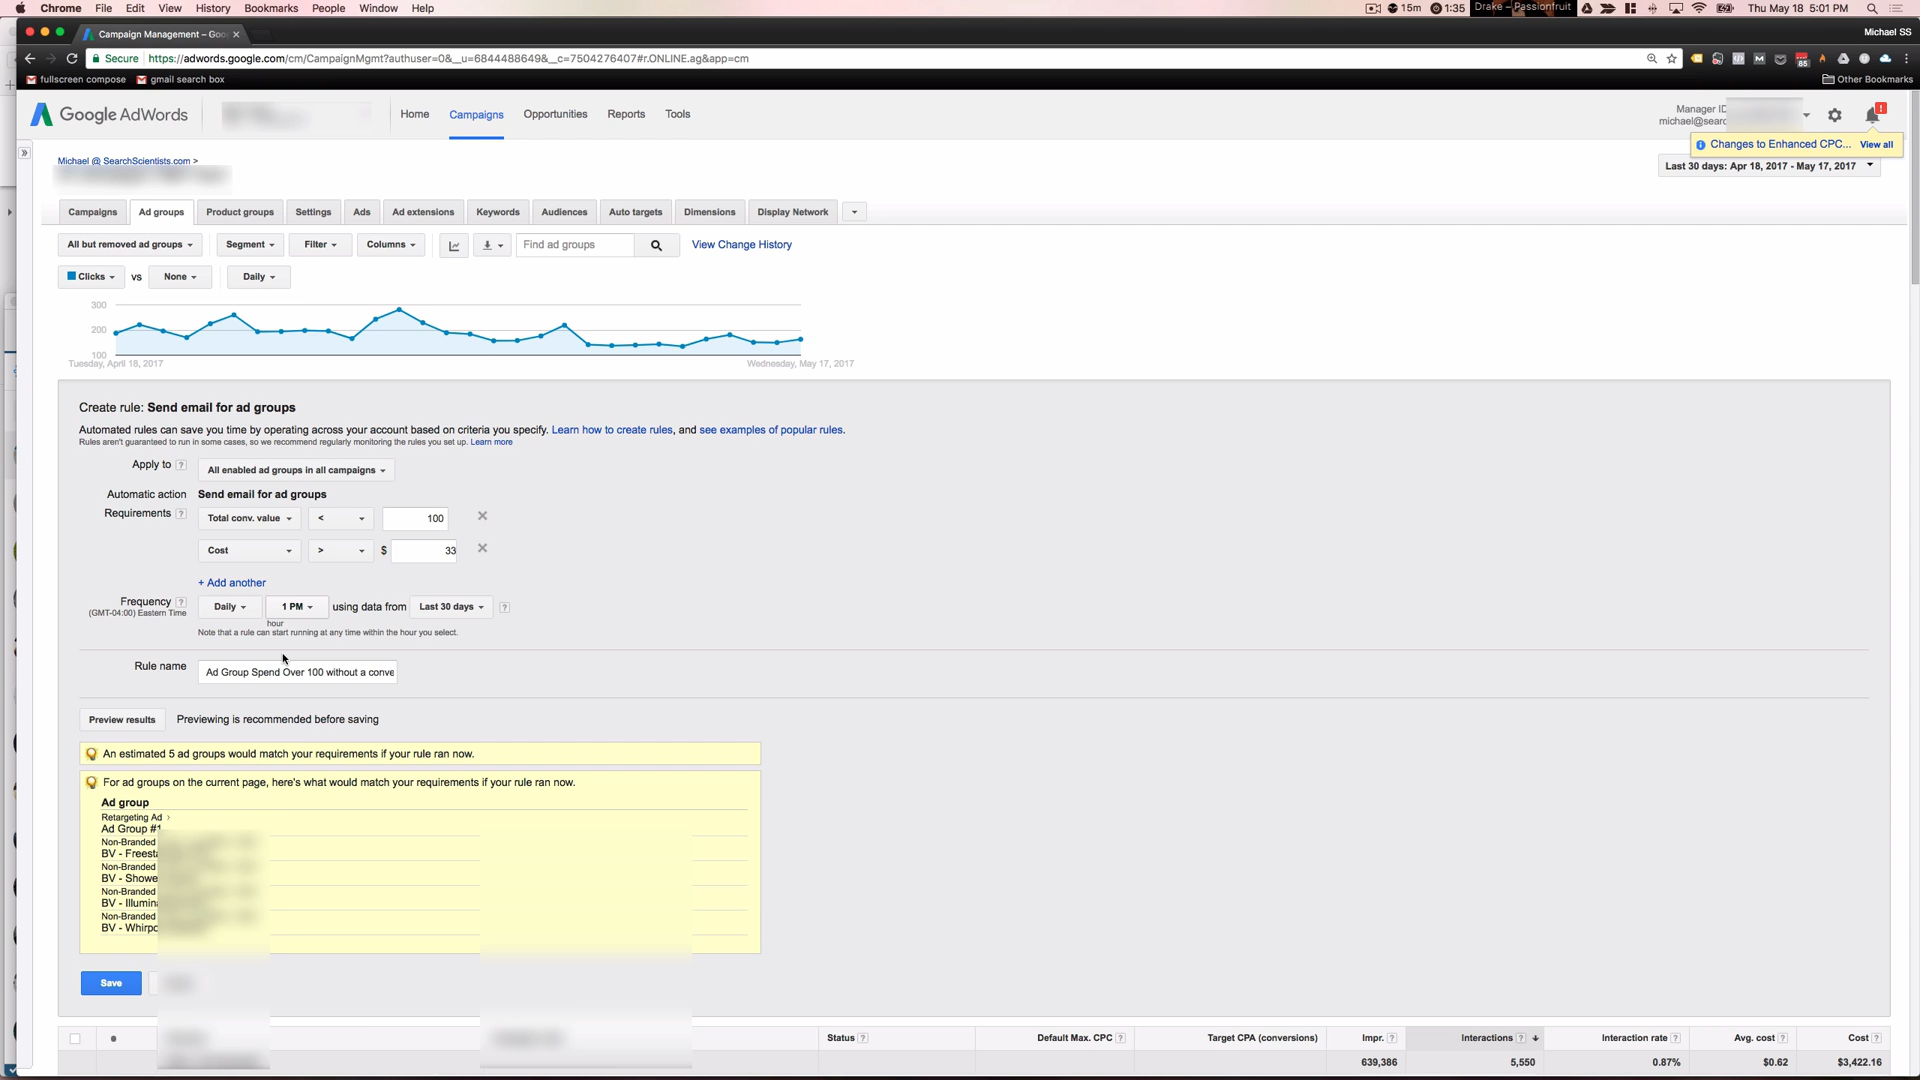 Chrome File Edit View History Bookmarks People Window Help 15m 1:35 Drake – Passionfruit Thu May 18 5:01 PM
Campaign Management – Goo
Michael SS
Secure https://adwords.google.com/cm/CampaignMgmt?authuser=0&__u=6844488649&__c=7504276407#r.ONLINE.ag&app=cm
85
fullscreen compose gmail search box Other Bookmarks
Google AdWords Home Campaigns Opportunities Reports Tools
Manager ID
michael@searc
Changes to Enhanced CPC... View all
Michael @ SearchScientists.com >
Last 30 days: Apr 18, 2017 - May 17, 2017
Campaigns Ad groups Product groups Settings Ads Ad extensions Keywords Audiences Auto targets Dimensions Display Network
All but removed ad groups Segment Filter Columns Find ad groups View Change History
Clicks vs None Daily
300
200
100
Tuesday, April 18, 2017 Wednesday, May 17, 2017
Create rule: Send email for ad groups
Automated rules can save you time by operating across your account based on criteria you specify. Learn how to create rules, and see examples of popular rules.
Rules aren't guaranteed to run in some cases, so we recommend regularly monitoring the rules you set up. Learn more
Apply to ? All enabled ad groups in all campaigns
Automatic action Send email for ad groups
Requirements ? Total conv. value < 100
Cost > $ 33
+ Add another
Frequency ? Daily 1 PM using data from Last 30 days ?
(GMT-04:00) Eastern Time
hour
Note that a rule can start running at any time within the hour you select.
Rule name Ad Group Spend Over 100 without a conve
Preview results Previewing is recommended before saving
An estimated 5 ad groups would match your requirements if your rule ran now.
For ad groups on the current page, here's what would match your requirements if your rule ran now.
Ad group
Retargeting Ad ›
Ad Group #1
Non-Branded
BV - Freesta
Non-Branded
BV - Showe
Non-Branded
BV - Illumin
Non-Branded
BV - Whirpo
Save
Status ? Default Max. CPC ? Target CPA (conversions) Impr. ? Interactions ? Interaction rate ? Avg. cost ? Cost ?
639,386 5,550 0.87% $0.62 $3,422.16